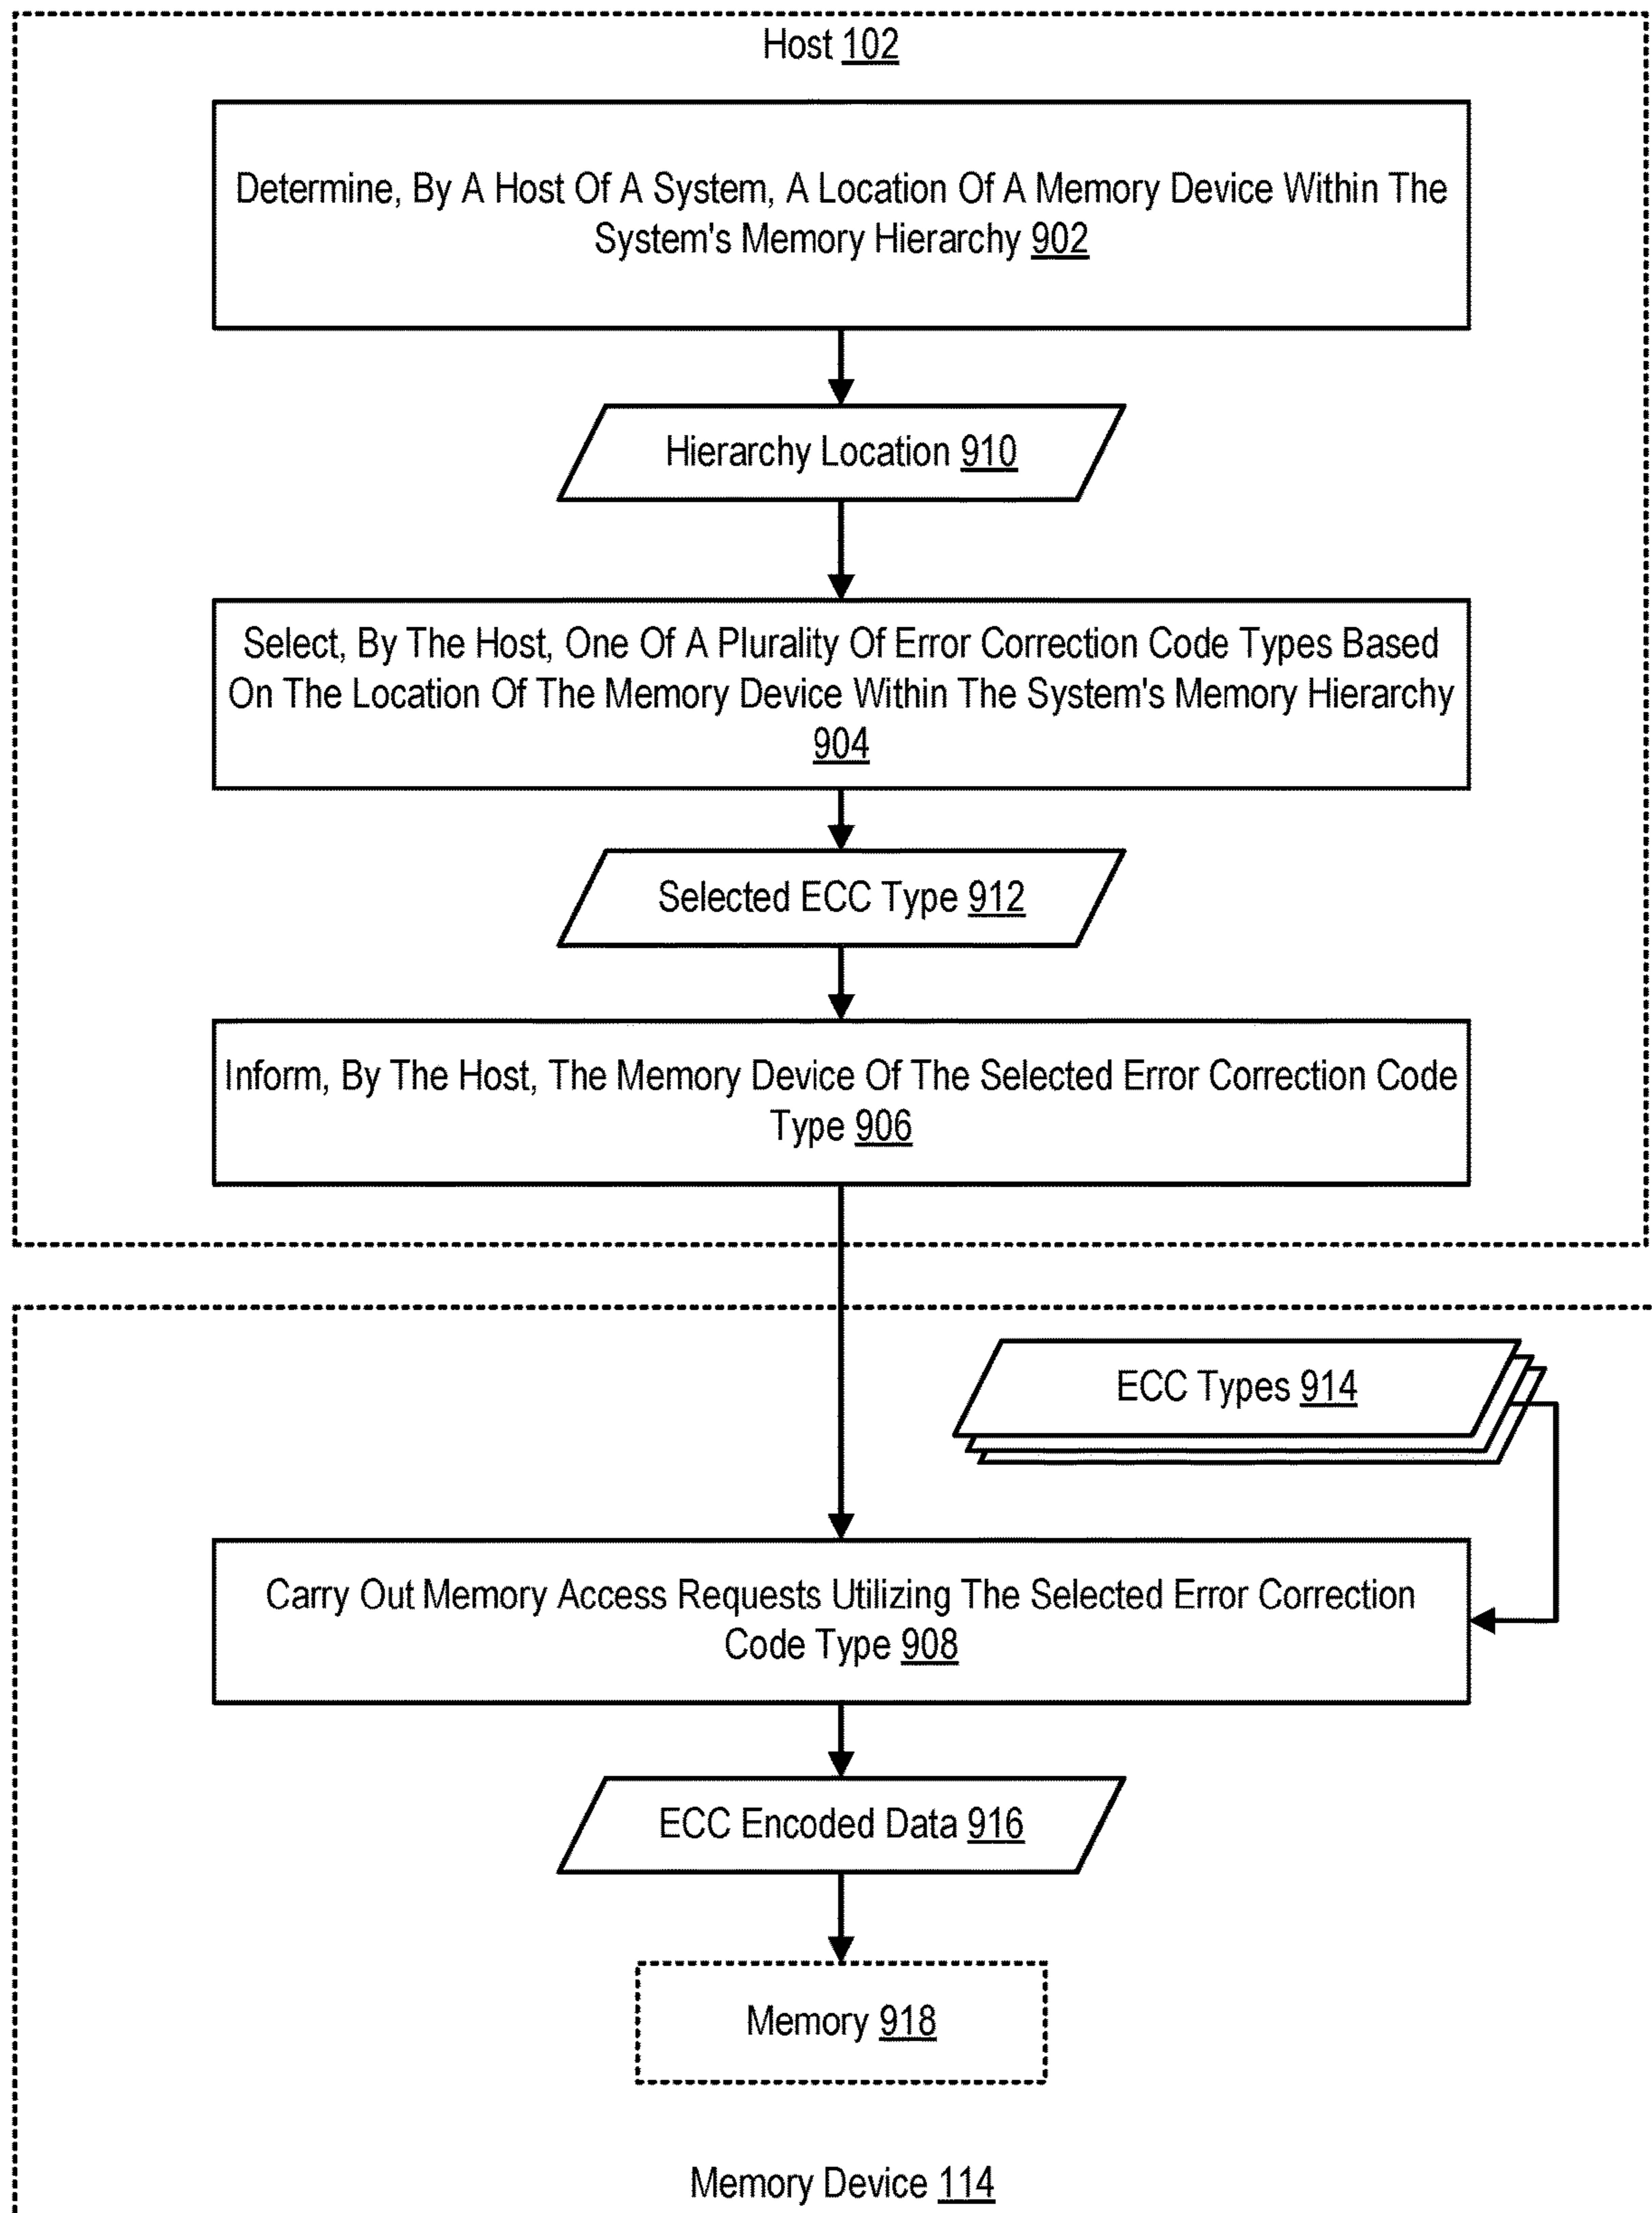 Host 102
Determine, By A Host Of A System, A Location Of A Memory Device Within The
System's Memory Hierarchy 902
Hierarchy Location 910
Select, By The Host, One Of A Plurality Of Error Correction Code Types Based
On The Location Of The Memory Device Within The System's Memory Hierarchy
904
Selected ECC Type 912
Inform, By The Host, The Memory Device Of The Selected Error Correction Code
Type 906
ECC Types 914
Carry Out Memory Access Requests Utilizing The Selected Error Correction
Code Type 908
ECC Encoded Data 916
Memory 918
Memory Device 114